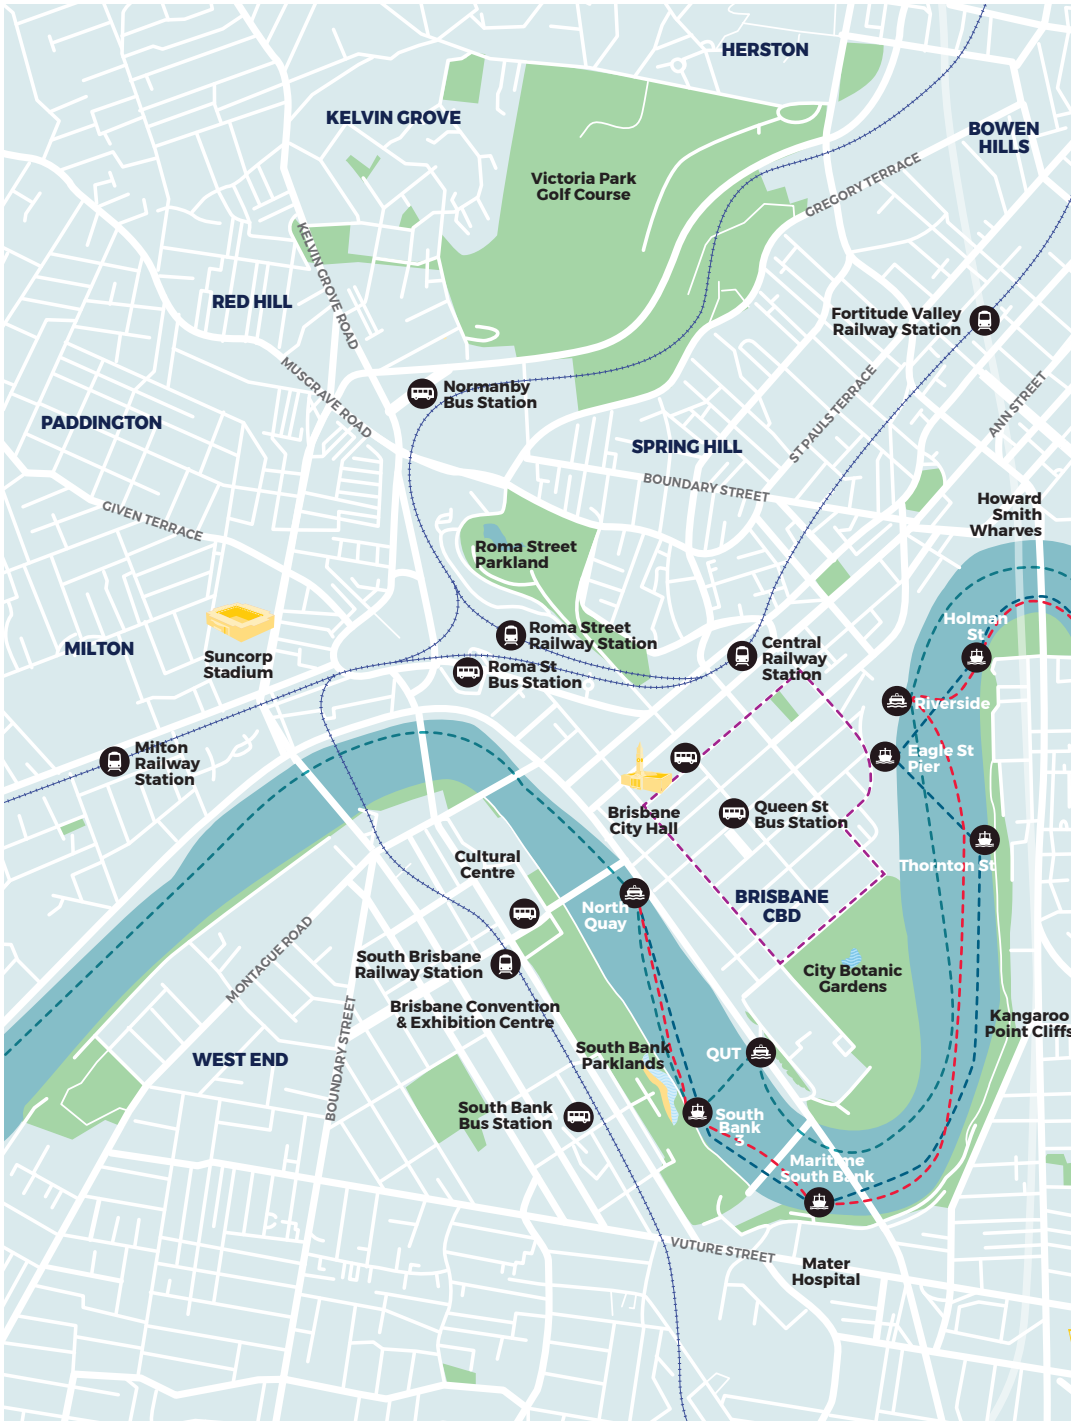 HERSTON
KELVIN GROVE
BOWEN
HILLS
Victoria Park
Golf Course
GREGORY TERRACE
KELVIN GROVE ROAD
RED HILL
Fortitude Valley
Railway Station
MUSGRAVE ROAD
Normanby
Bus Station
ST PAULS TERRACE
ANN STREET
PADDINGTON
SPRING HILL
BOUNDARY STREET
GIVEN TERRACE
Howard
Smith
Wharves
Roma Street
Parkland
Holman
St
Roma Street
Railway Station
MILTON
Suncorp
Stadium
Roma St
Bus Station
Central
Railway
Station
Riverside
Milton
Railway
Station
Eagle St
Pier
Brisbane
City Hall
Queen St
Bus Station
Cultural
Centre
Thornton St
North
Quay
BRISBANE
CBD
MONTAGUE ROAD
South Brisbane
Railway Station
City Botanic
Gardens
Brisbane Convention
& Exhibition Centre
Kangaroo
Point Cliffs
BOUNDARY STREET
WEST END
South Bank
Parklands
QUT
South Bank
Bus Station
South
Bank
3
Maritime
South Bank
VUTURE STREET
Mater
Hospital